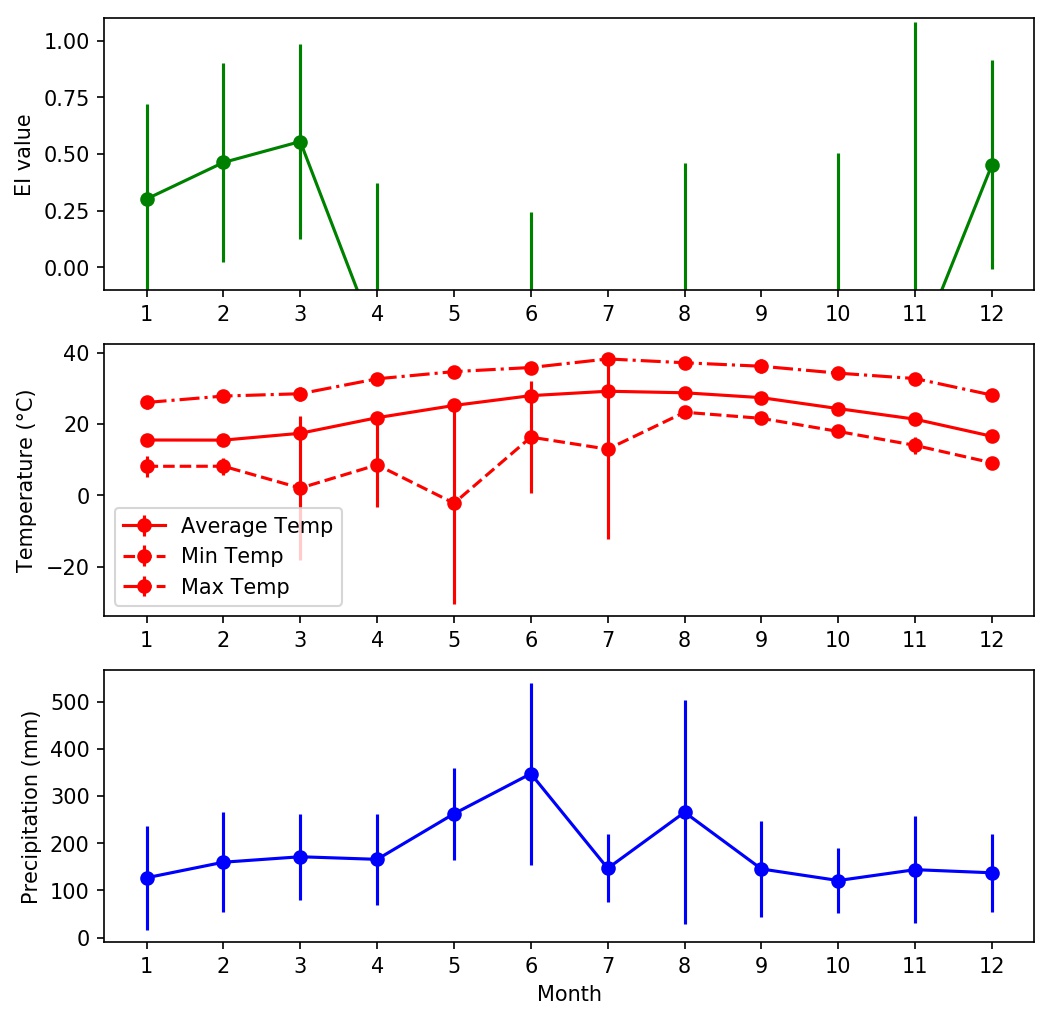 EI value
1.00
0.75
0.50
0.25
0.00
1 2 3 4 5 6 7 8 9 10 11 12
Temperature (°C)
40
20
0
−20
Average Temp
Min Temp
Max Temp
1 2 3 4 5 6 7 8 9 10 11 12
Precipitation (mm)
500
400
300
200
100
0
1 2 3 4 5 6 7 8 9 10 11 12
Month